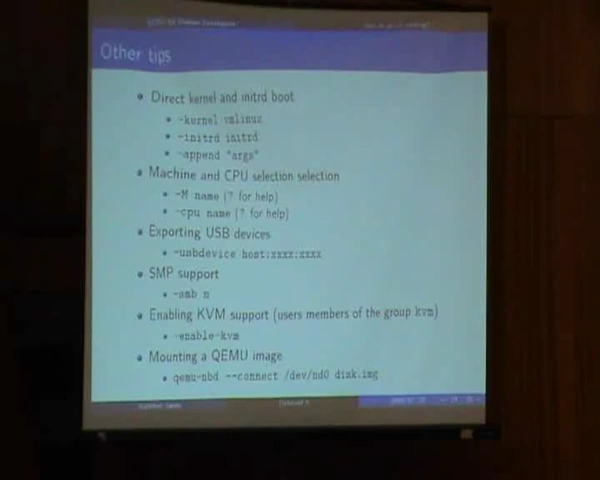 Other tips
Direct kernel and initrd boot
-kernel vmlinuz
-initrd initrd
-append "args"
Machine and CPU selection selection
-M name (? for help)
-cpu name (? for help)
Exporting USB devices
-usbdevice host:xxxx:xxxx
SMP support
-smb n
Enabling KVM support (users members of the group kvm)
-enable-kvm
Mounting a QEMU image
qemu-nbd --connect /dev/nd0 disk.img